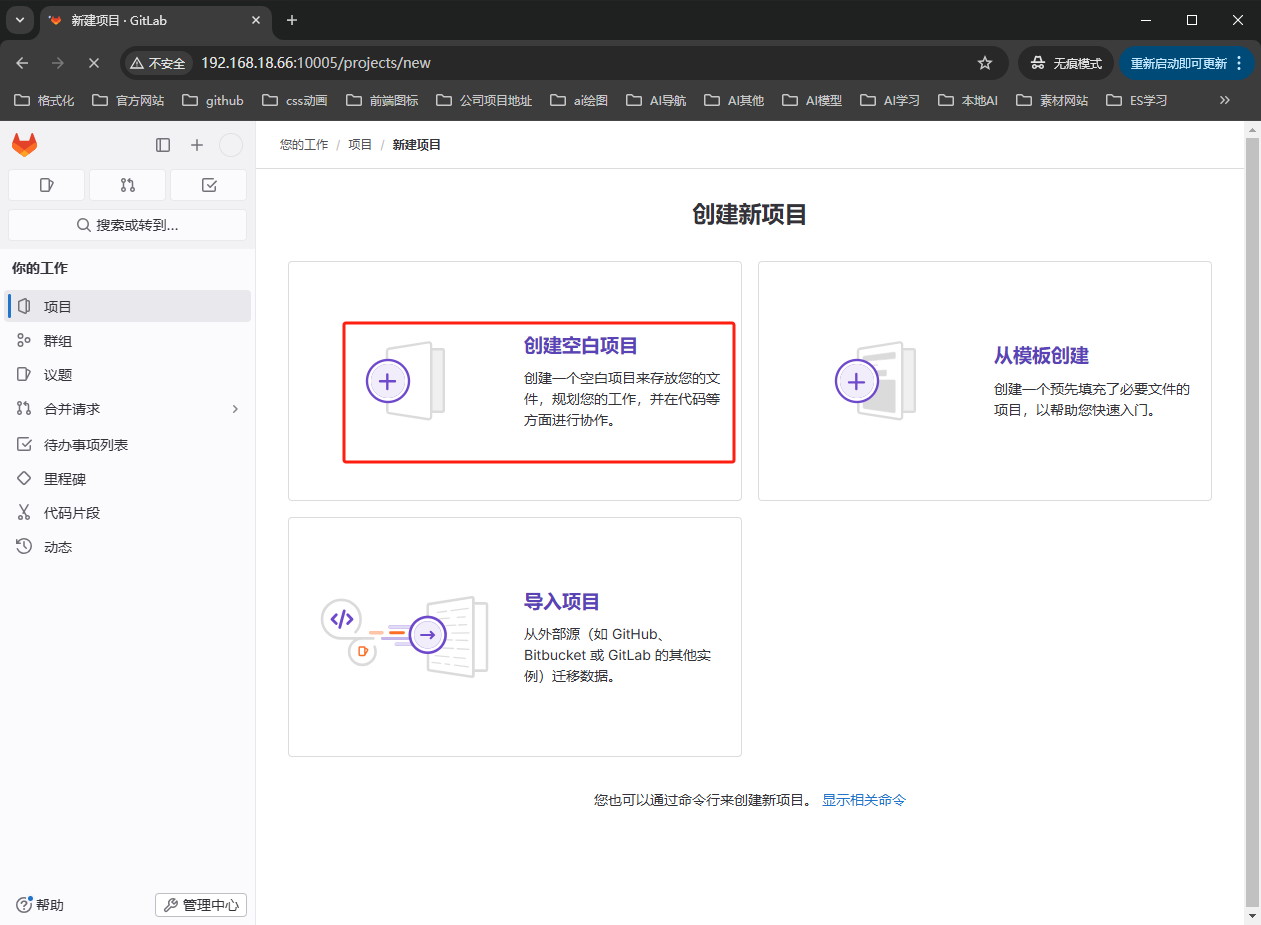 新建项目 · GitLab
不安全 192.168.18.66:10005/projects/new 无痕模式 重新启动即可更新
格式化 官方网站 github css动画 前端图标 公司项目地址 ai绘图 AI导航 AI其他 AI模型 AI学习 本地AI 素材网站 ES学习
您的工作 / 项目 / 新建项目
搜索或转到...
你的工作
项目
群组
议题
合并请求
待办事项列表
里程碑
代码片段
动态
帮助
管理中心
创建新项目
创建空白项目
创建一个空白项目来存放您的文
件，规划您的工作，并在代码等
方面进行协作。
从模板创建
创建一个预先填充了必要文件的
项目，以帮助您快速入门。
导入项目
从外部源（如 GitHub、
Bitbucket 或 GitLab 的其他实
例）迁移数据。
您也可以通过命令行来创建新项目。 显示相关命令